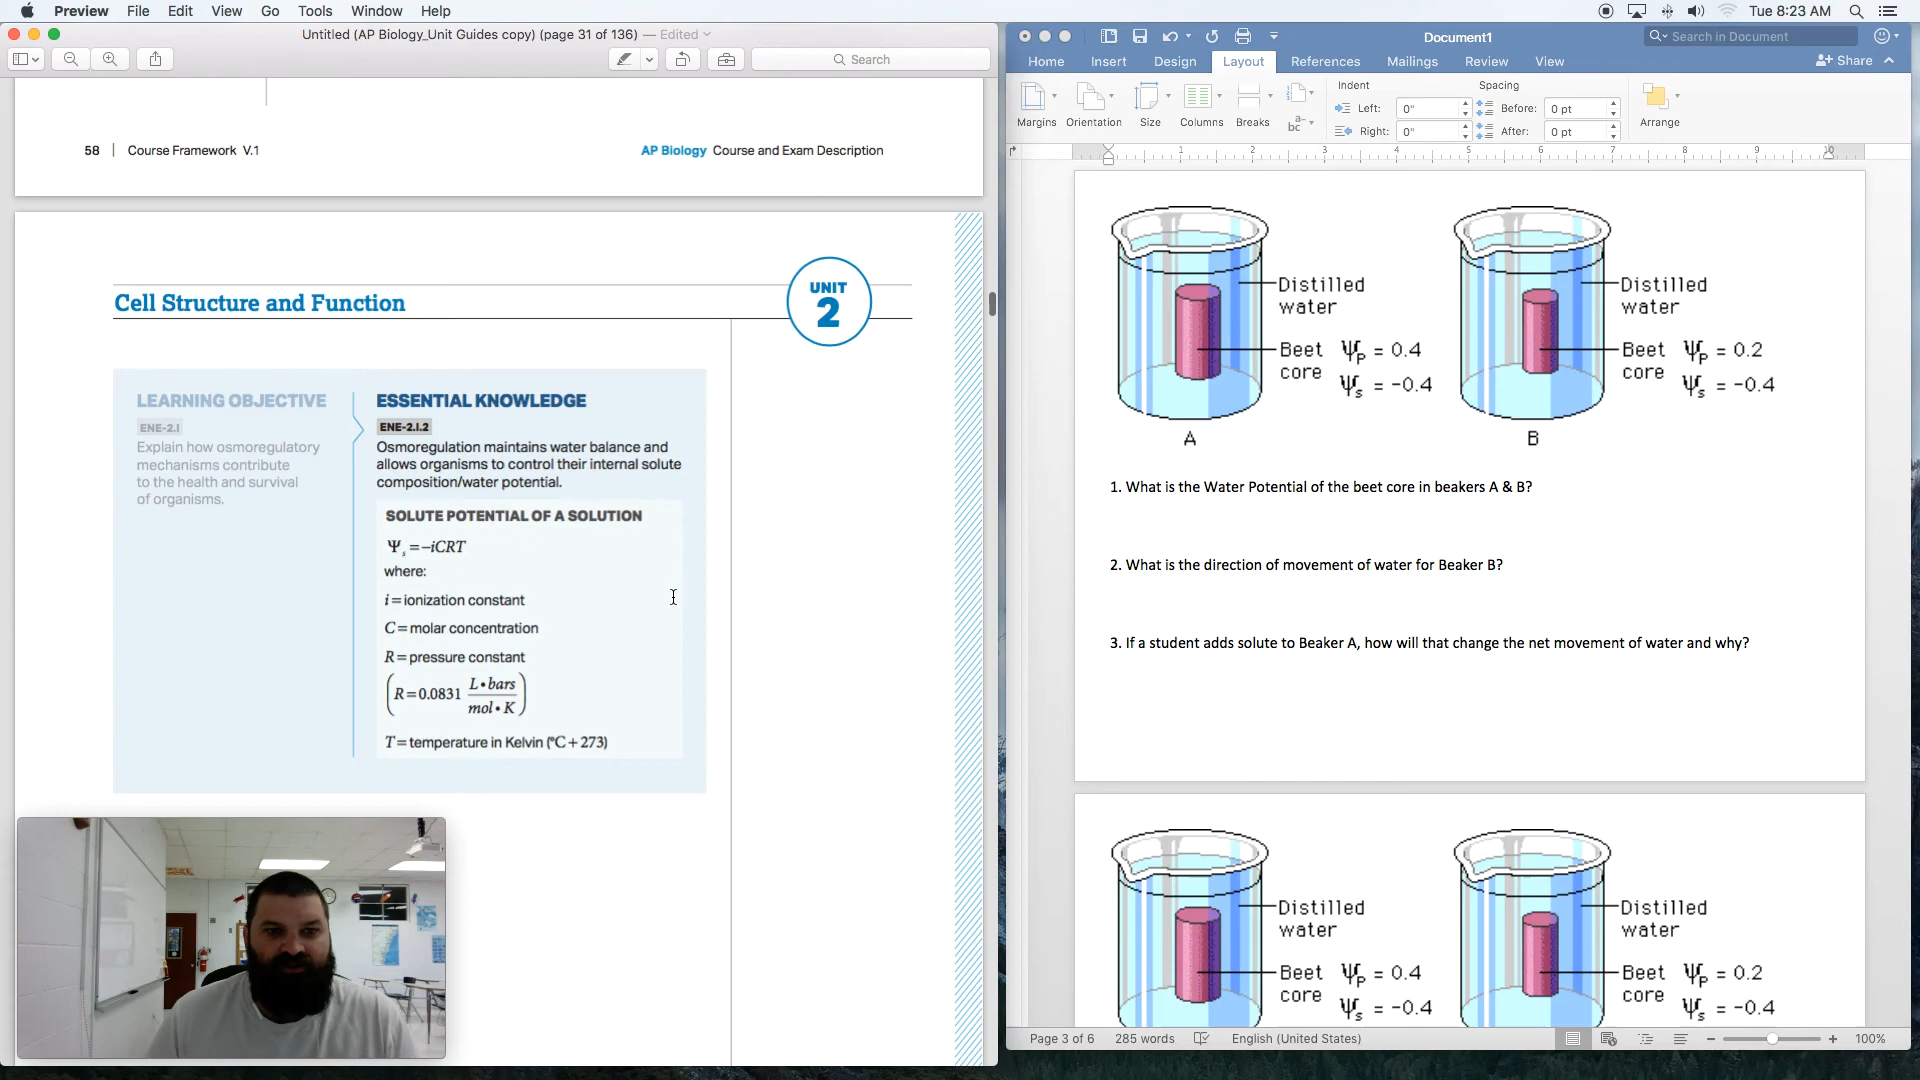 Preview File Edit View Go Tools Window Help
Tue 8:23 AM
Untitled (AP Biology_Unit Guides copy) (page 31 of 136) — Edited
Search
58 | Course Framework V.1
AP Biology Course and Exam Description
Cell Structure and Function
UNIT
2
LEARNING OBJECTIVE
ENE-2.I
Explain how osmoregulatory
mechanisms contribute
to the health and survival
of organisms.
ESSENTIAL KNOWLEDGE
ENE-2.I.2
Osmoregulation maintains water balance and
allows organisms to control their internal solute
composition/water potential.
SOLUTE POTENTIAL OF A SOLUTION
Ψs =−iCRT
where:
i = ionization constant
C = molar concentration
R = pressure constant
(R = 0.0831 L•bars
mol•K)
T = temperature in Kelvin (°C + 273)
Document1
Search in Document
Home Insert Design Layout References Mailings Review View
Share
Margins Orientation Size Columns Breaks
Indent
Left: 0"
Right: 0"
Spacing
Before: 0 pt
After: 0 pt
Arrange
1 2 3 4 5 6 7 8 9 10
Distilled
water
Beet
core
Ψp = 0.4
Ψs = -0.4
A
Distilled
water
Beet
core
Ψp = 0.2
Ψs = -0.4
B
1. What is the Water Potential of the beet core in beakers A & B?
2. What is the direction of movement of water for Beaker B?
3. If a student adds solute to Beaker A, how will that change the net movement of water and why?
Distilled
water
Beet
core
Ψp = 0.4
Ψs = -0.4
Distilled
water
Beet
core
Ψp = 0.2
Ψs = -0.4
Page 3 of 6 285 words English (United States) 100%